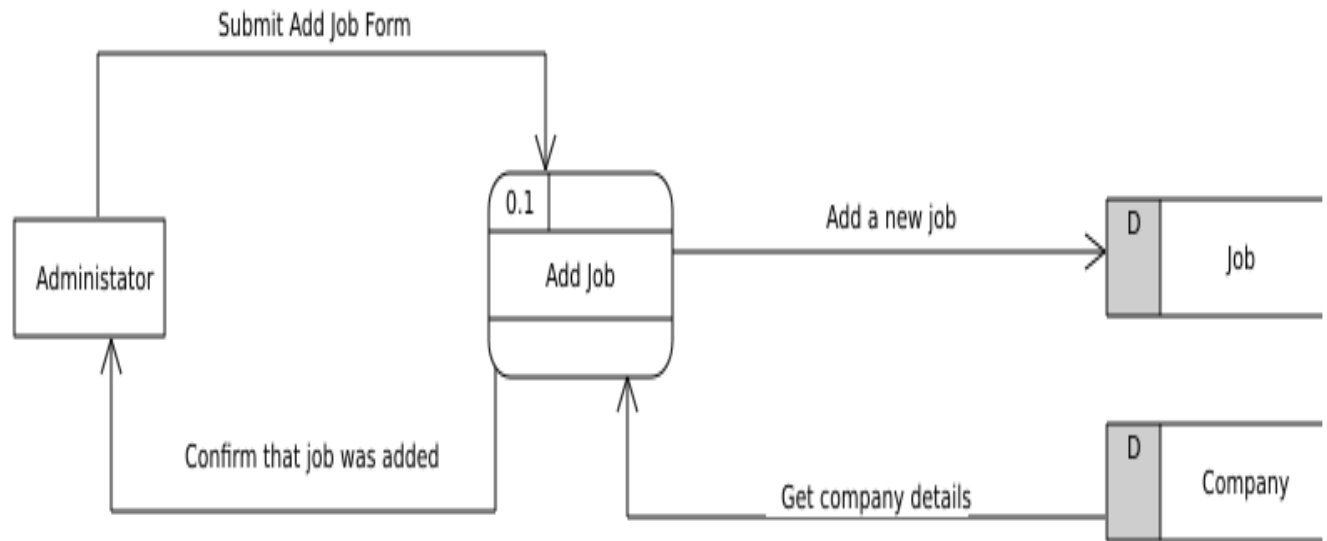 Submit Add Job Form
0.1
Add a new job
D
Job
Administator
Add Job
Confirm that job was added
D
Company
Get company details